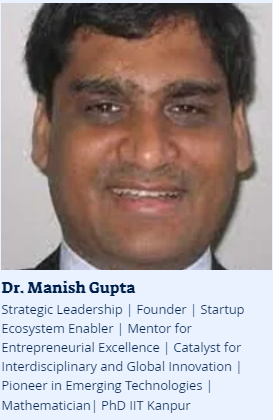 Dr. Manish Gupta
Strategic Leadership | Founder | Startup
Ecosystem Enabler | Mentor for
Entrepreneurial Excellence | Catalyst for
Interdisciplinary and Global Innovation |
Pioneer in Emerging Technologies |
Mathematician| PhD IIT Kanpur